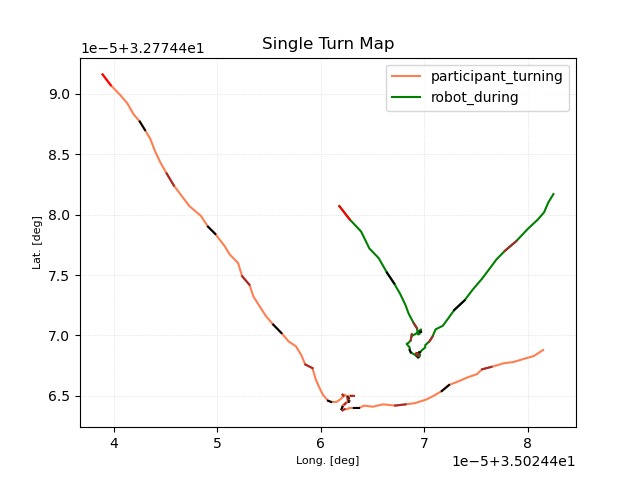 1e−5+3.27744e1
Single Turn Map
participant_turning
robot_during
9.0
8.5
8.0
7.5
7.0
6.5
Lat. [deg]
4 5 6 7 8
Long. [deg]
1e−5+3.50244e1